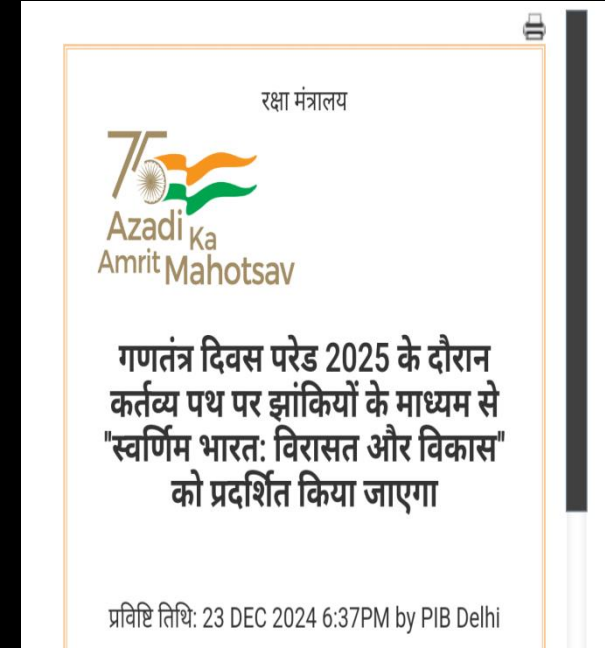 रक्षा मंत्रालय
75
Azadi Ka
Amrit Mahotsav
गणतंत्र दिवस परेड 2025 के दौरान
कर्तव्य पथ पर झांकियों के माध्यम से
"स्वर्णिम भारत: विरासत और विकास"
को प्रदर्शित किया जाएगा
प्रविष्टि तिथि: 23 DEC 2024 6:37PM by PIB Delhi